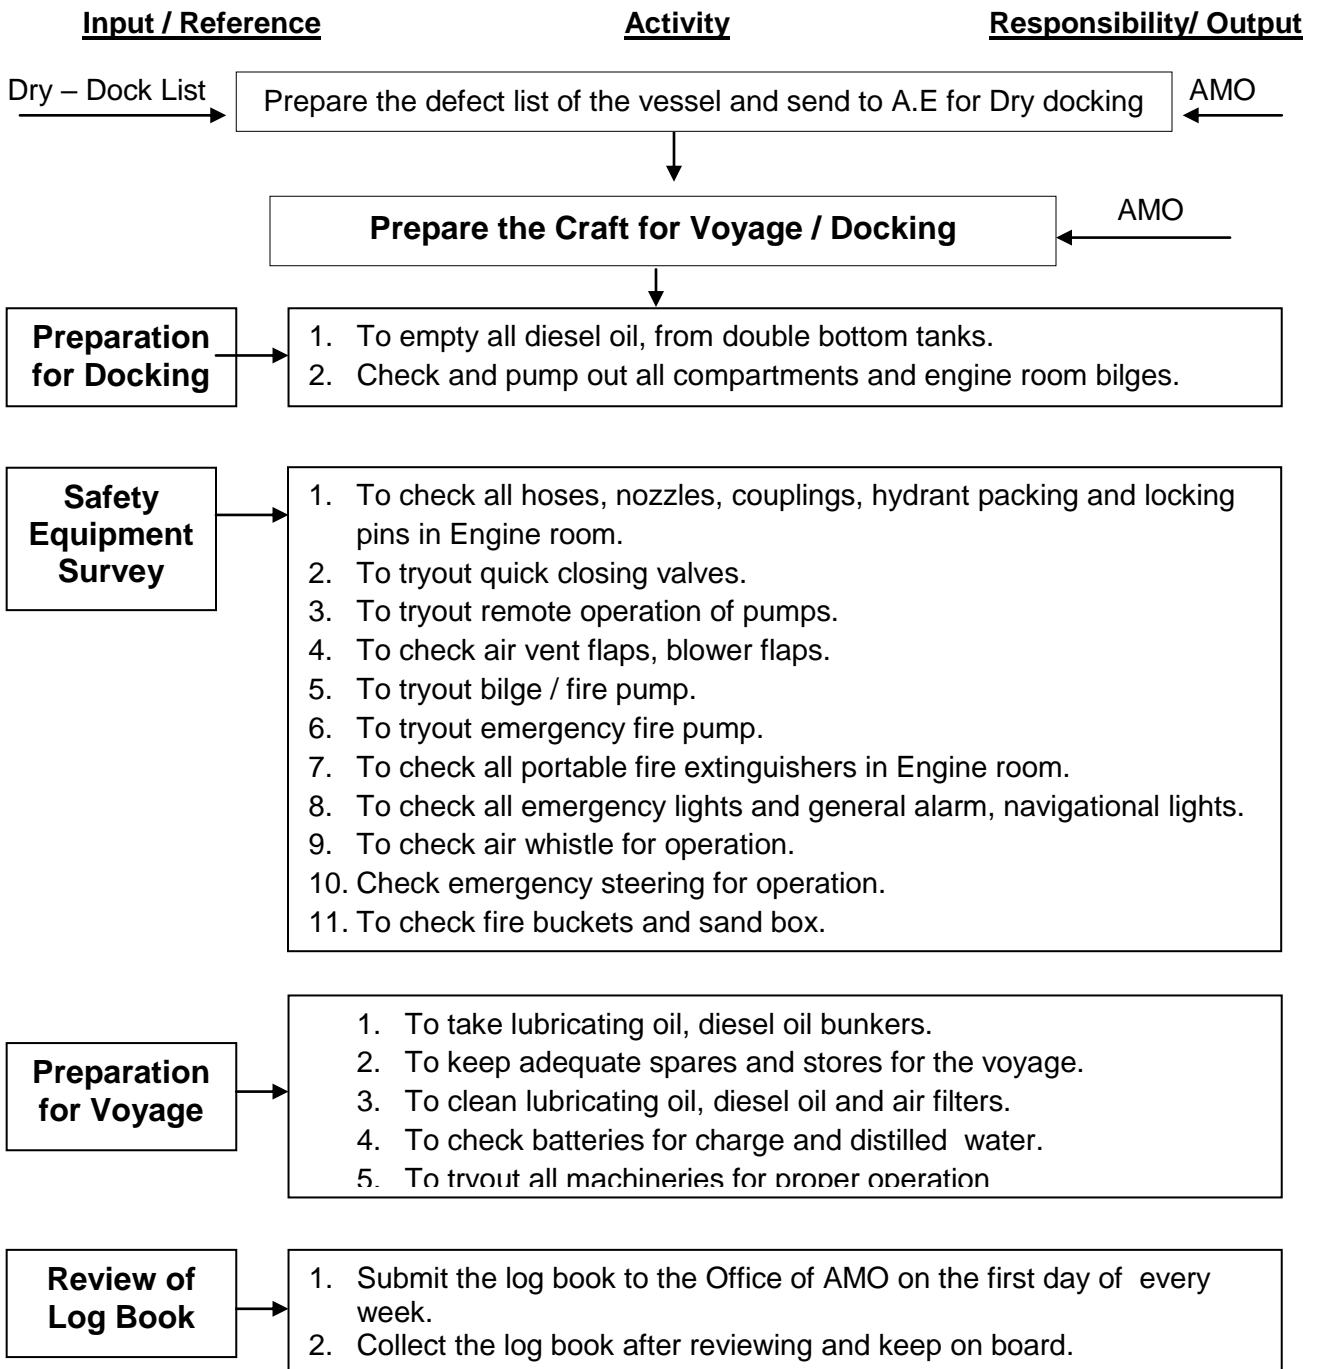 Input / Reference Activity Responsibility/ Output
Dry – Dock List
Prepare the defect list of the vessel and send to A.E for Dry docking
AMO
Prepare the Craft for Voyage / Docking
AMO
Preparation
for Docking
1. To empty all diesel oil, from double bottom tanks.
2. Check and pump out all compartments and engine room bilges.
Safety
Equipment
Survey
1. To check all hoses, nozzles, couplings, hydrant packing and locking
pins in Engine room.
2. To tryout quick closing valves.
3. To tryout remote operation of pumps.
4. To check air vent flaps, blower flaps.
5. To tryout bilge / fire pump.
6. To tryout emergency fire pump.
7. To check all portable fire extinguishers in Engine room.
8. To check all emergency lights and general alarm, navigational lights.
9. To check air whistle for operation.
10. Check emergency steering for operation.
11. To check fire buckets and sand box.
Preparation
for Voyage
1. To take lubricating oil, diesel oil bunkers.
2. To keep adequate spares and stores for the voyage.
3. To clean lubricating oil, diesel oil and air filters.
4. To check batteries for charge and distilled water.
5. To tryout all machineries for proper operation
Review of
Log Book
1. Submit the log book to the Office of AMO on the first day of every
week.
2. Collect the log book after reviewing and keep on board.